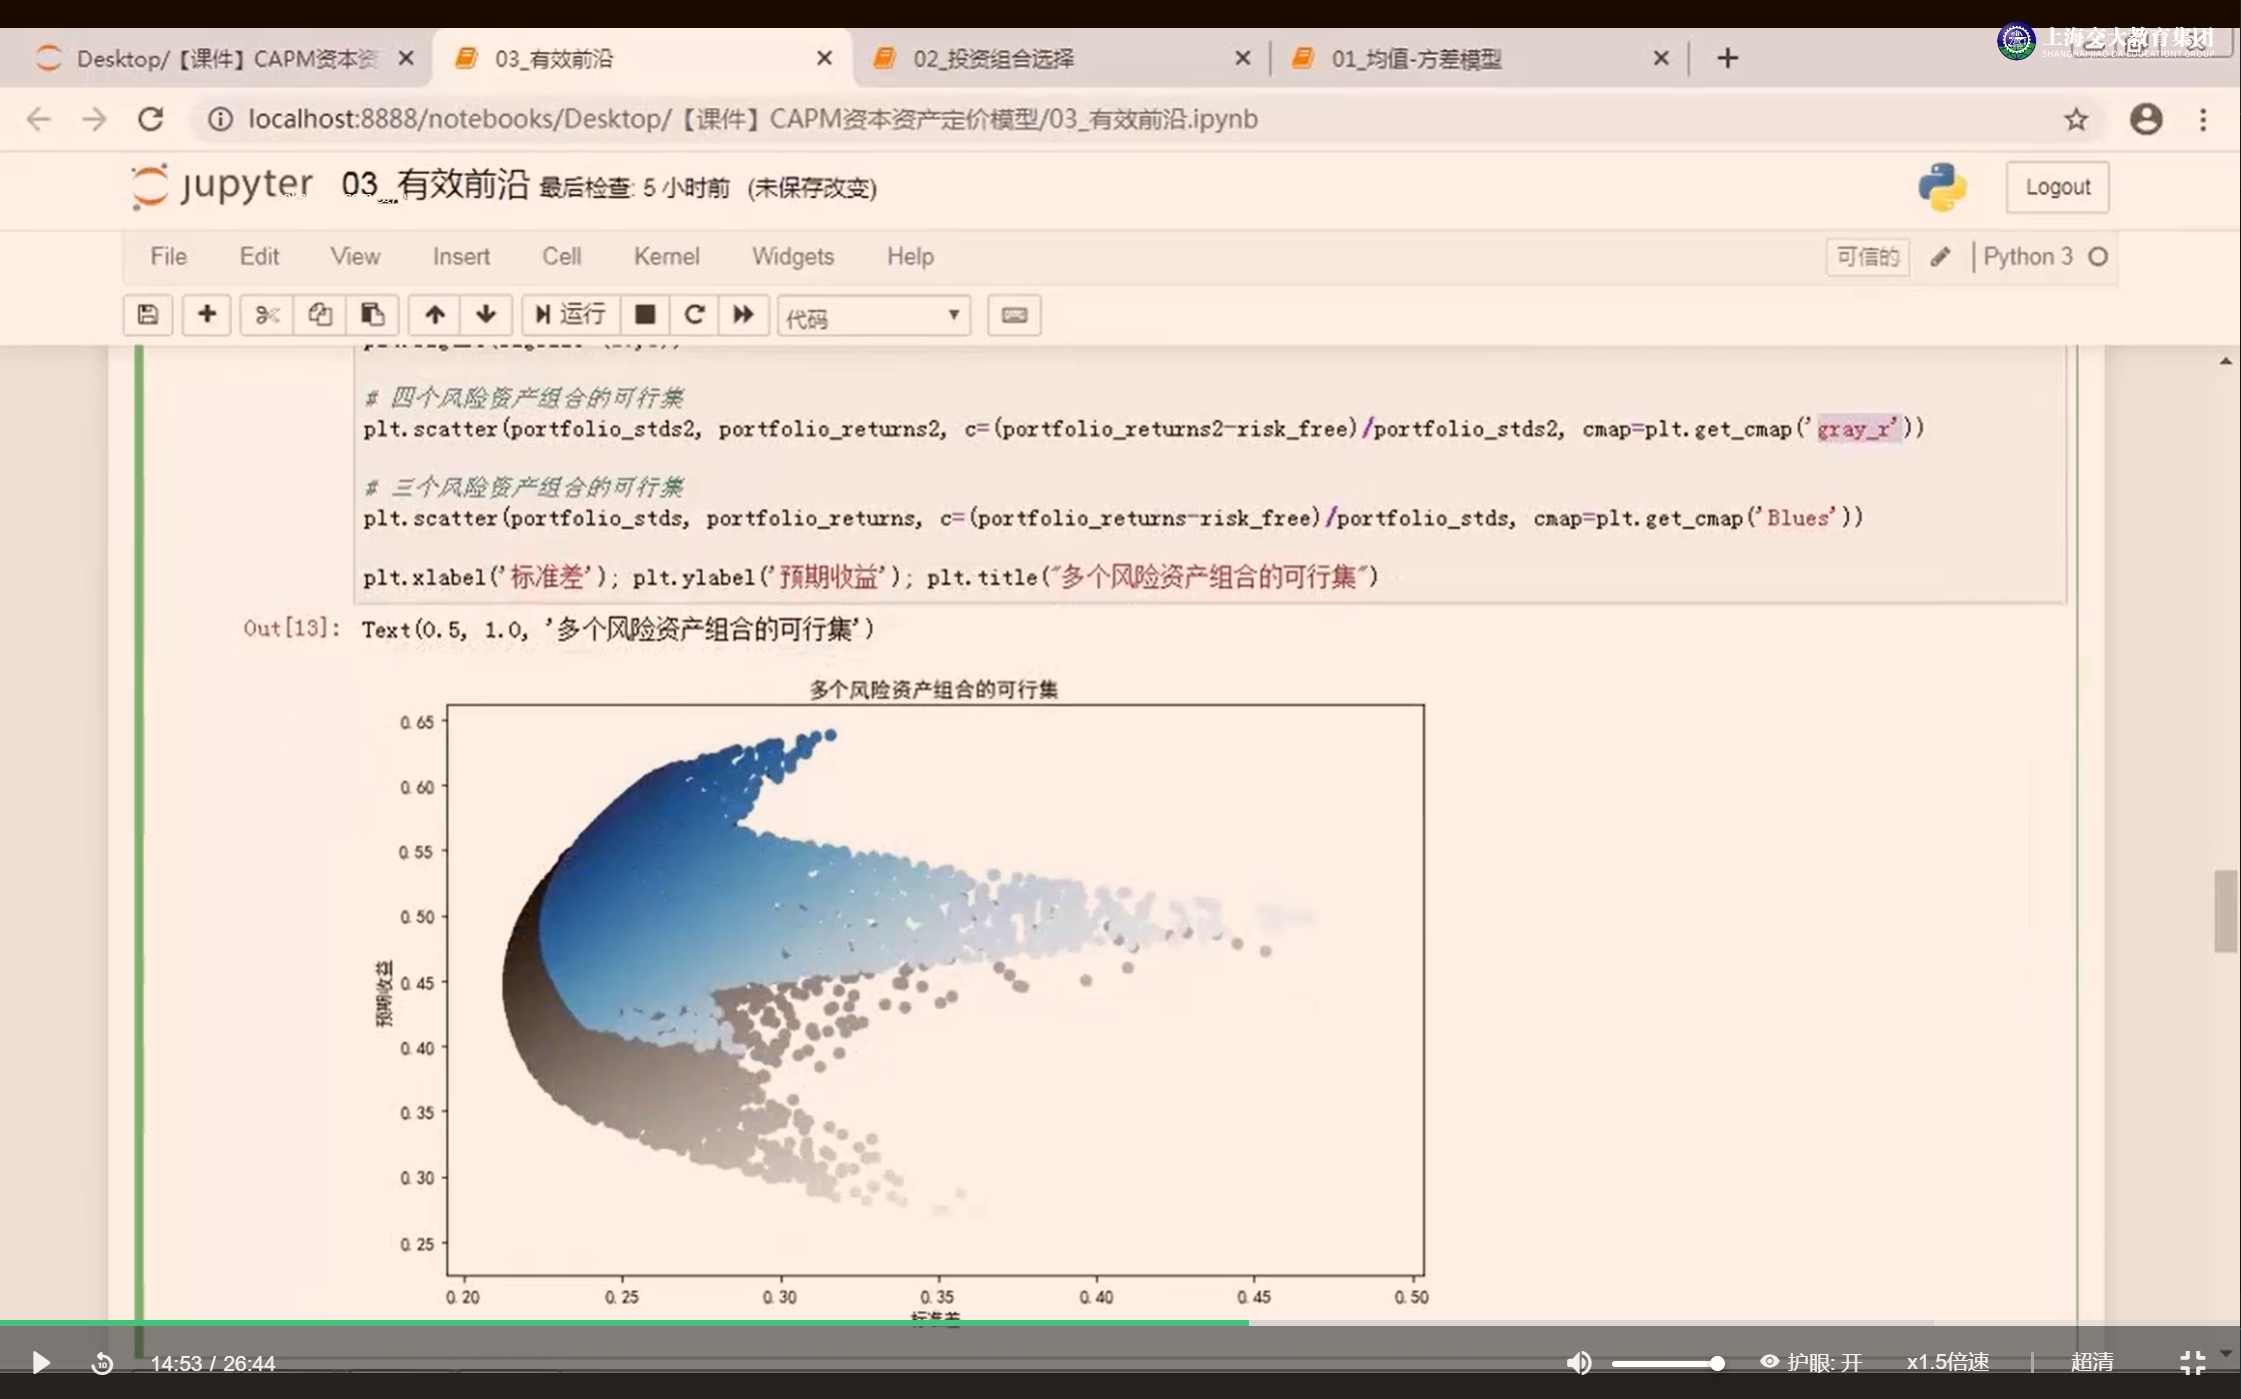 上海交大教育集团
SHANGHAI JIAO DA EDUCATION GROUP
Desktop/【课件】CAPM资本资
03_有效前沿
02_投资组合选择
01_均值-方差模型
localhost:8888/notebooks/Desktop/【课件】CAPM资本资产定价模型/03_有效前沿.ipynb
jupyter 03_有效前沿 最后检查: 5 小时前 (未保存改变)
Logout
File Edit View Insert Cell Kernel Widgets Help
可信的 Python 3
运行 代码
# 四个风险资产组合的可行集
plt.scatter(portfolio_stds2, portfolio_returns2, c=(portfolio_returns2-risk_free)/portfolio_stds2, cmap=plt.get_cmap('gray_r'))
# 三个风险资产组合的可行集
plt.scatter(portfolio_stds, portfolio_returns, c=(portfolio_returns-risk_free)/portfolio_stds, cmap=plt.get_cmap('Blues'))
plt.xlabel('标准差'); plt.ylabel('预期收益'); plt.title("多个风险资产组合的可行集")
Out[13]: Text(0.5, 1.0, '多个风险资产组合的可行集')
多个风险资产组合的可行集
0.65
0.60
0.55
0.50
0.45
0.40
0.35
0.30
0.25
预期收益
0.20 0.25 0.30 0.35 0.40 0.45 0.50
标准差
10
14:53 / 26:44
护眼: 开
x1.5倍速
超清